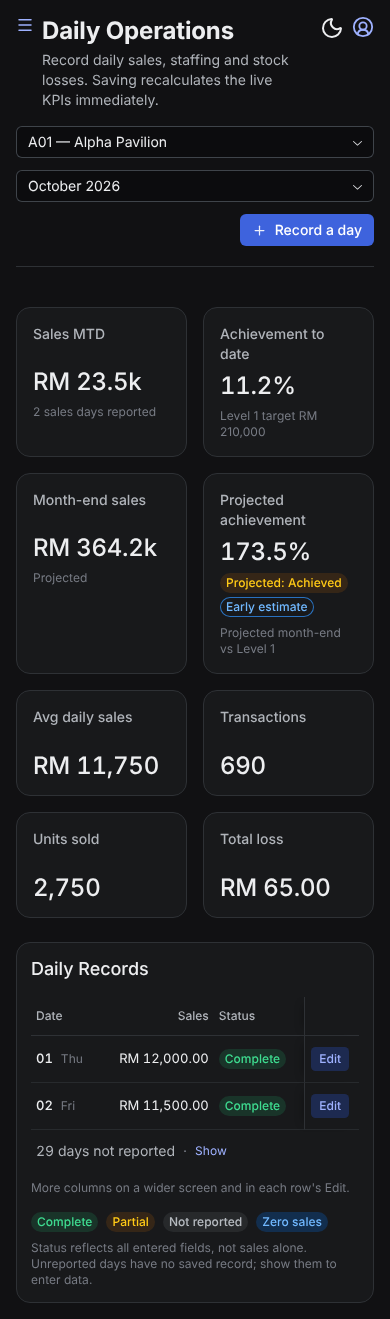 Daily Operations
Record daily sales, staffing and stock
losses. Saving recalculates the live
KPIs immediately.
A01 — Alpha Pavilion
October 2026
+ Record a day
Sales MTD
RM 23.5k
2 sales days reported
Achievement to
date
11.2%
Level 1 target RM
210,000
Month-end sales
RM 364.2k
Projected
Projected
achievement
173.5%
Projected: Achieved
Early estimate
Projected month-end
vs Level 1
Avg daily sales
RM 11,750
Transactions
690
Units sold
2,750
Total loss
RM 65.00
Daily Records
Date Sales Status
01 Thu RM 12,000.00 Complete Edit
02 Fri RM 11,500.00 Complete Edit
29 days not reported · Show
More columns on a wider screen and in each row's Edit.
Complete Partial Not reported Zero sales
Status reflects all entered fields, not sales alone.
Unreported days have no saved record; show them to
enter data.